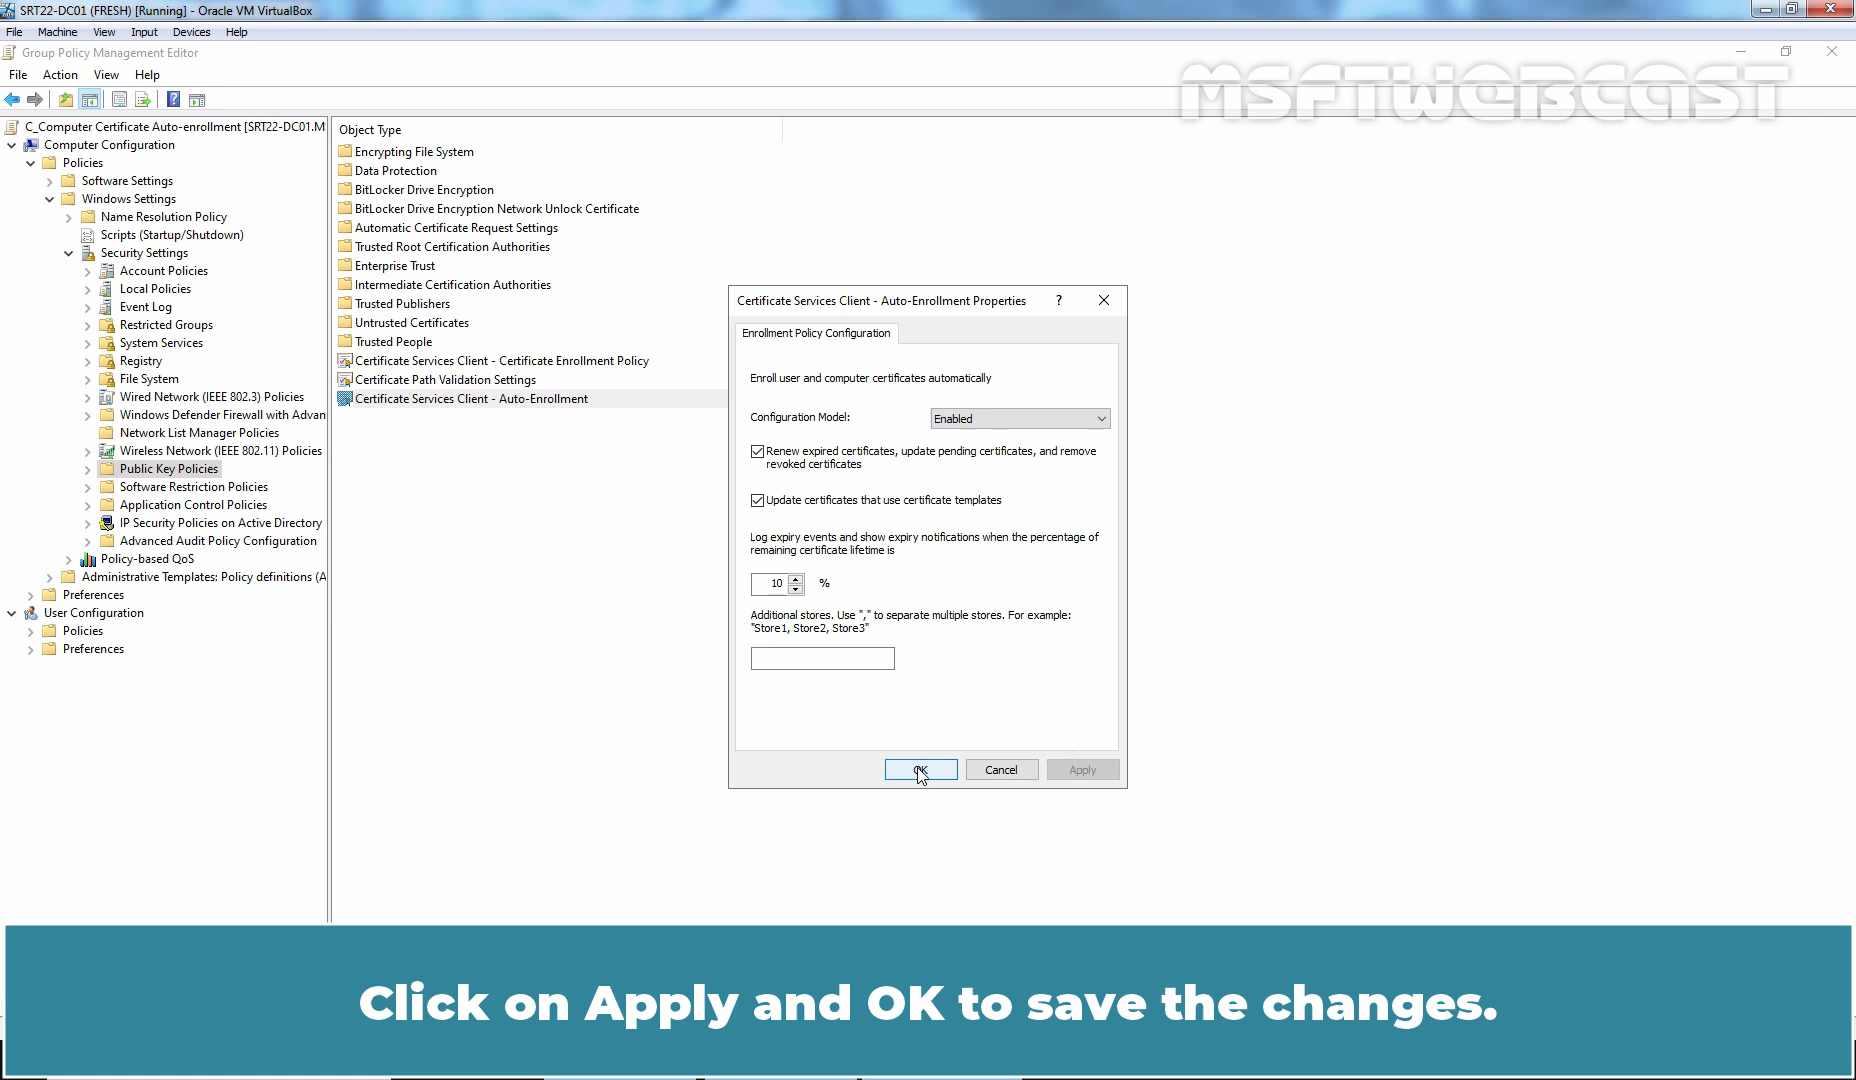 SRT22-DC01 (FRESH) [Running] - Oracle VM VirtualBox
File Machine View Input Devices Help
Group Policy Management Editor
File Action View Help
MSFTWEBCAST
C_Computer Certificate Auto-enrollment [SRT22-DC01.M
Computer Configuration
Policies
Software Settings
Windows Settings
Name Resolution Policy
Scripts (Startup/Shutdown)
Security Settings
Account Policies
Local Policies
Event Log
Restricted Groups
System Services
Registry
File System
Wired Network (IEEE 802.3) Policies
Windows Defender Firewall with Advan
Network List Manager Policies
Wireless Network (IEEE 802.11) Policies
Public Key Policies
Software Restriction Policies
Application Control Policies
IP Security Policies on Active Directory
Advanced Audit Policy Configuration
Policy-based QoS
Administrative Templates: Policy definitions (A
Preferences
User Configuration
Policies
Preferences
Object Type
Encrypting File System
Data Protection
BitLocker Drive Encryption
BitLocker Drive Encryption Network Unlock Certificate
Automatic Certificate Request Settings
Trusted Root Certification Authorities
Enterprise Trust
Intermediate Certification Authorities
Trusted Publishers
Untrusted Certificates
Trusted People
Certificate Services Client - Certificate Enrollment Policy
Certificate Path Validation Settings
Certificate Services Client - Auto-Enrollment
Certificate Services Client - Auto-Enrollment Properties
Enrollment Policy Configuration
Enroll user and computer certificates automatically
Configuration Model: Enabled
Renew expired certificates, update pending certificates, and remove
revoked certificates
Update certificates that use certificate templates
Log expiry events and show expiry notifications when the percentage of
remaining certificate lifetime is
10 %
Additional stores. Use "," to separate multiple stores. For example:
"Store1, Store2, Store3"
OK Cancel Apply
Click on Apply and OK to save the changes.